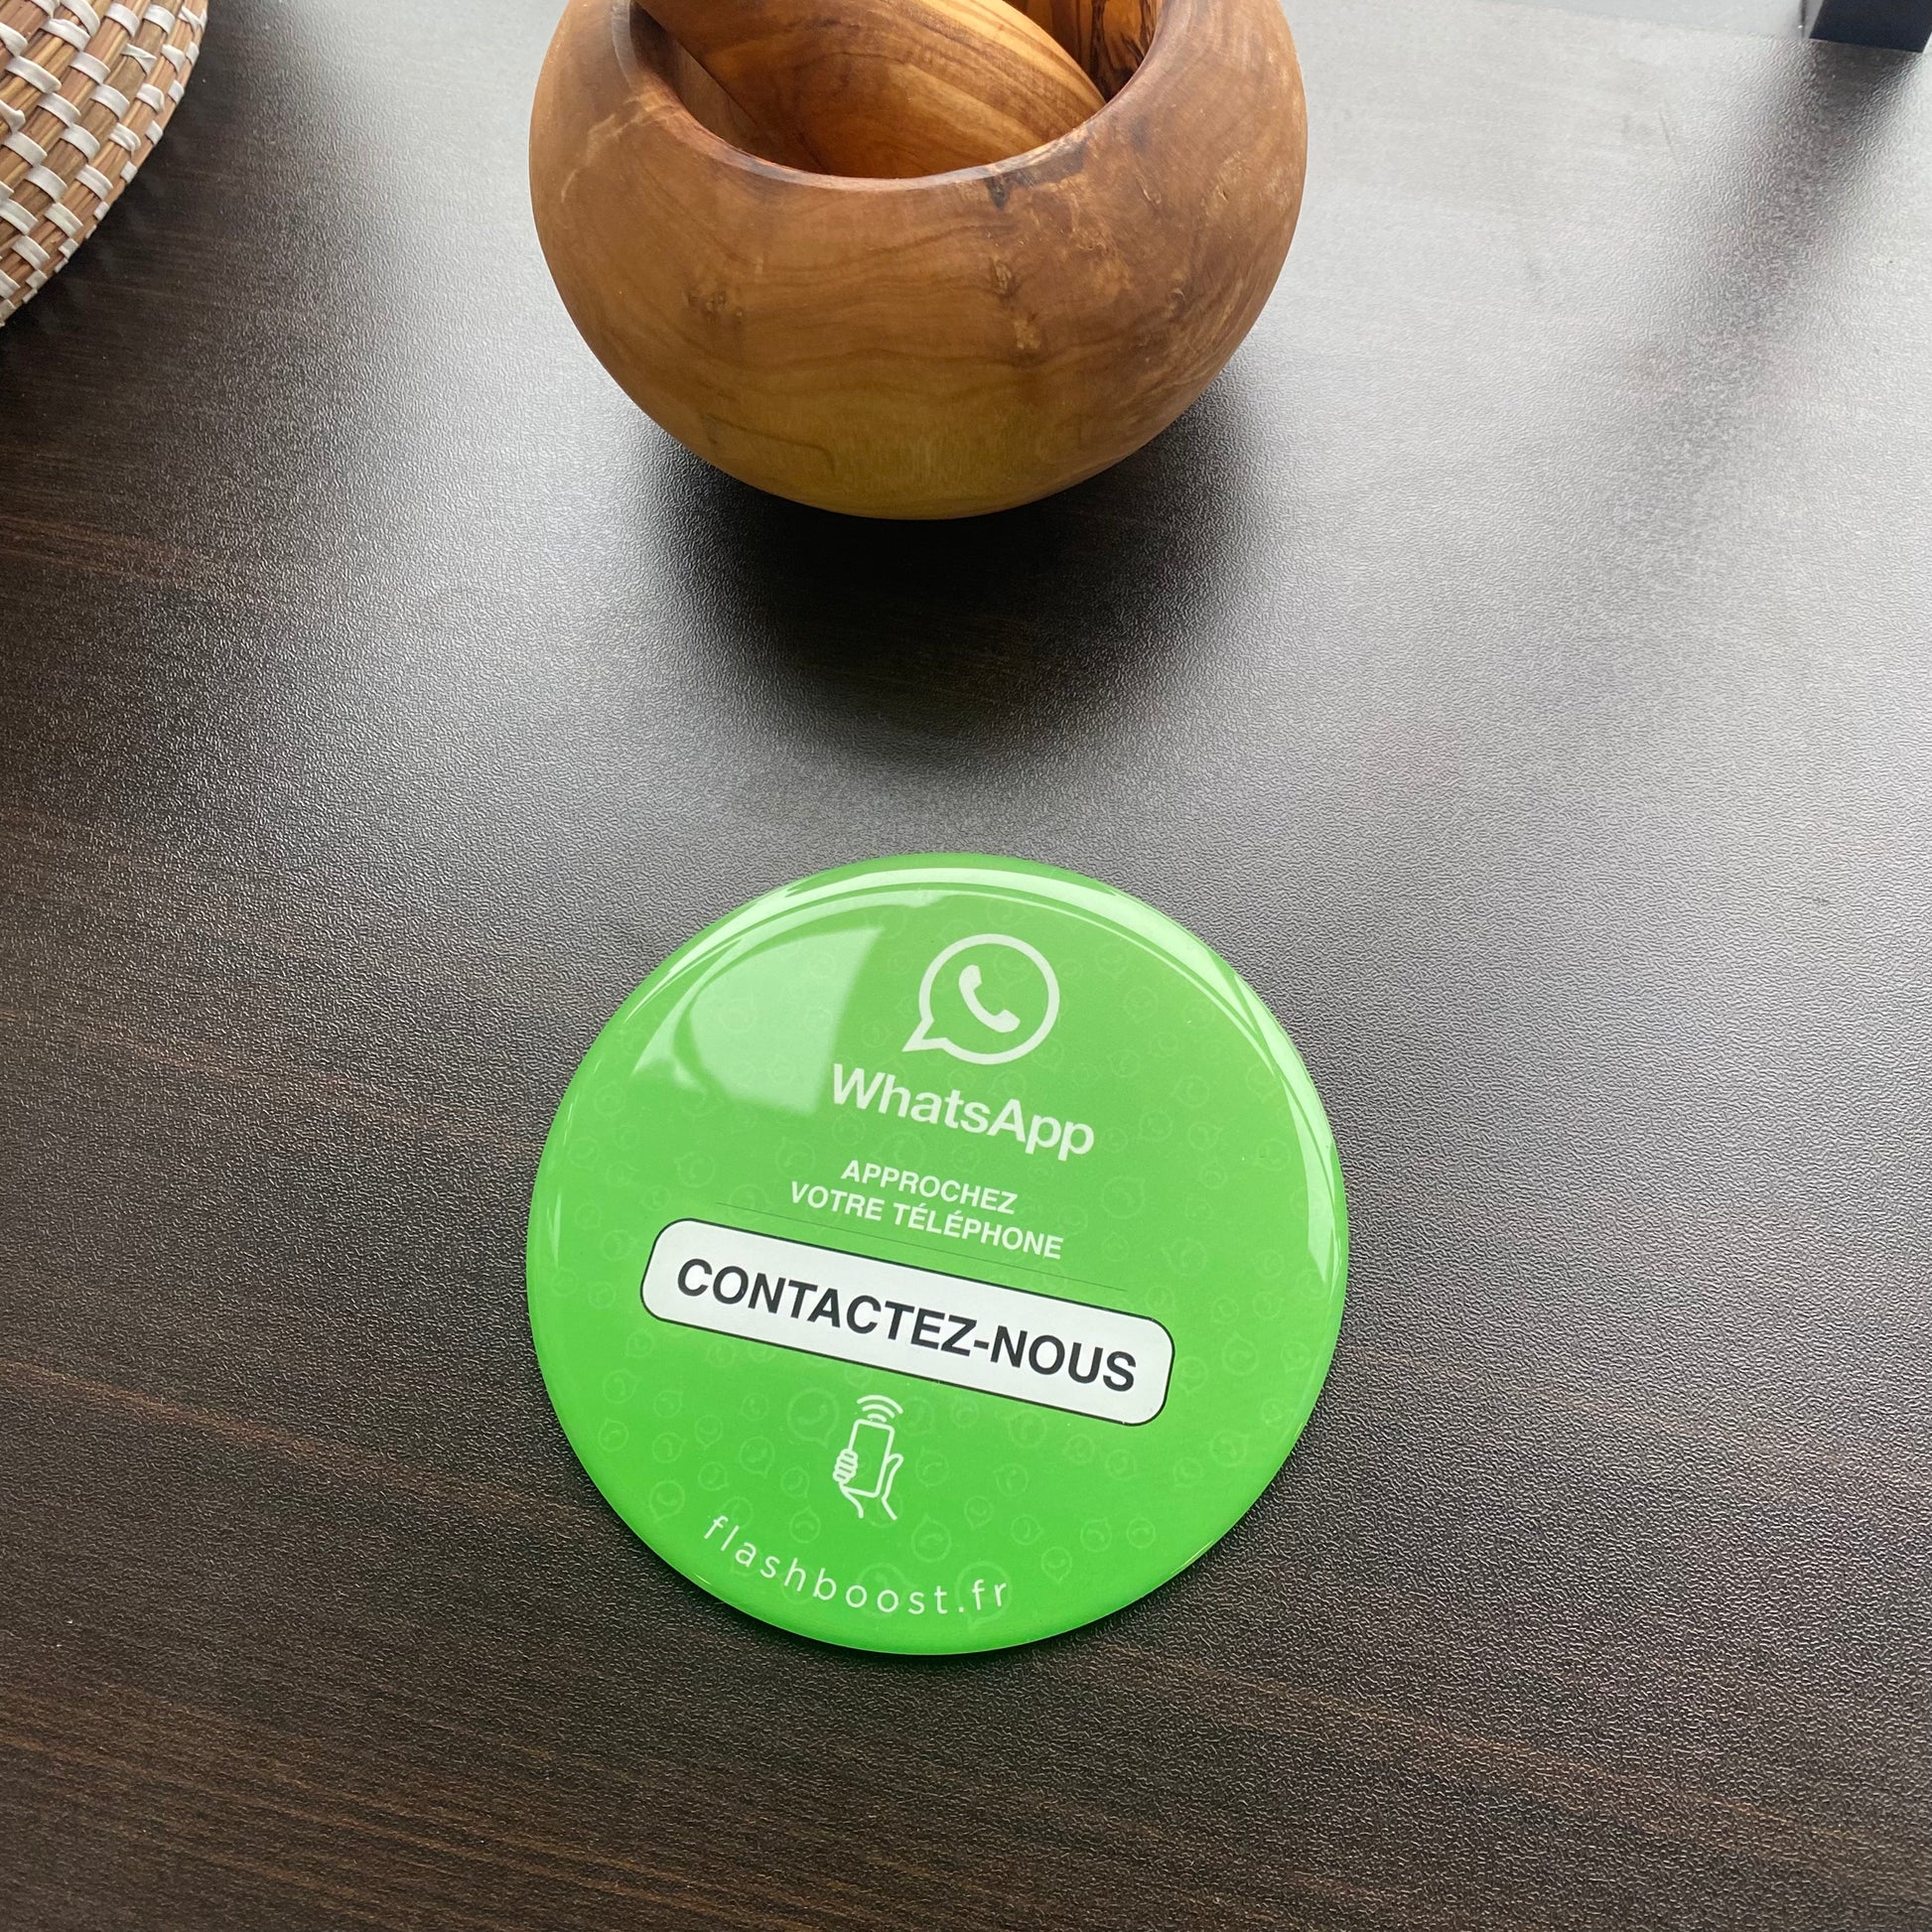 WhatsApp
APPROCHEZ
VOTRE TÉLÉPHONE
CONTACTEZ-NOUS
flashboost.fr